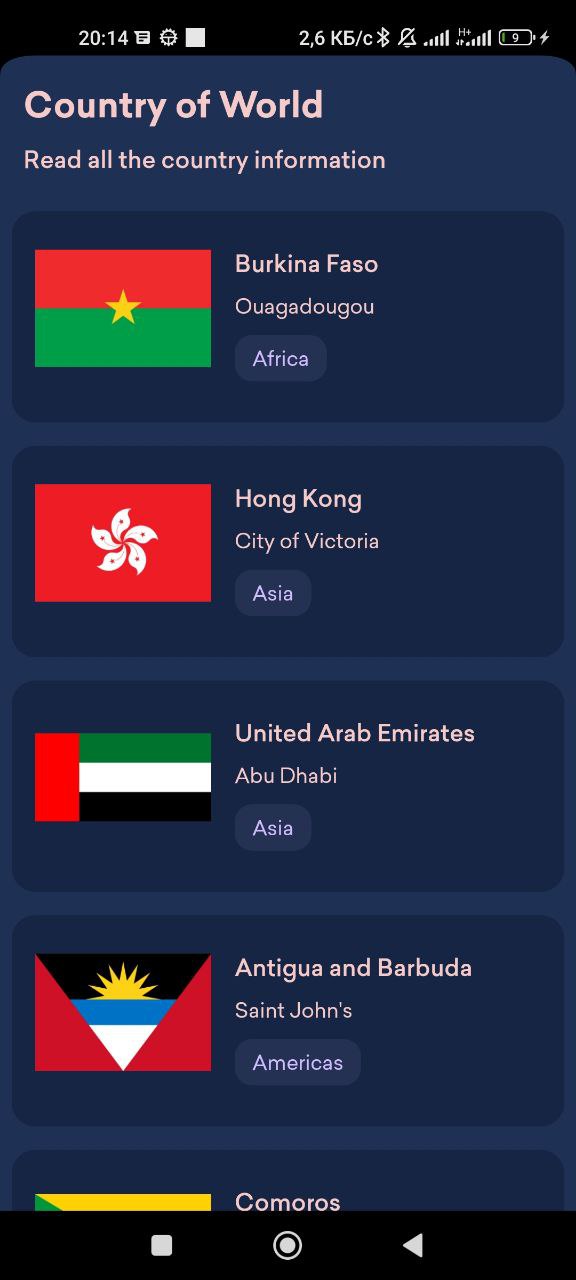 20:14 2,6 КБ/с H+ 9
Country of World
Read all the country information
Burkina Faso
Ouagadougou
Africa
Hong Kong
City of Victoria
Asia
United Arab Emirates
Abu Dhabi
Asia
Antigua and Barbuda
Saint John's
Americas
Comoros